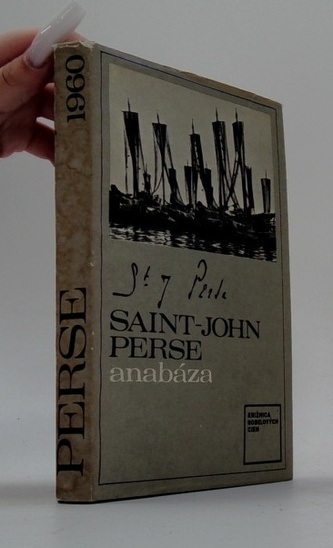 PERSE 1960
St J Perse
SAINT-JOHN
PERSE
anabáza
KNIŽNICA
NOBELOVÝCH
CIEN